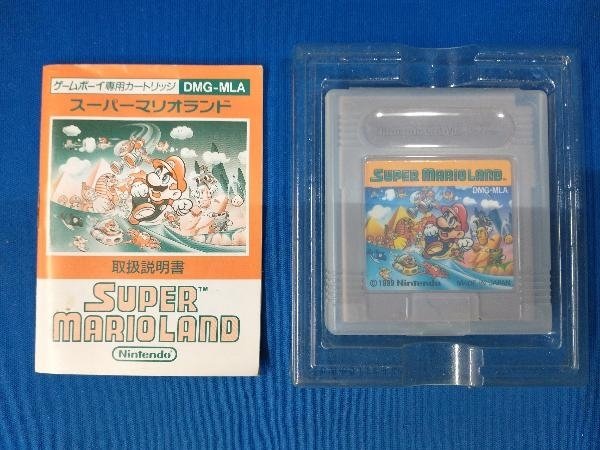 ゲームボーイ専用カートリッジ DMG-MLA
スーパーマリオランド
取扱説明書
SUPER™
MARIOLAND
Nintendo
SUPER MARIOLAND™
DMG-MLA
© 1989 Nintendo
MADE IN JAPAN